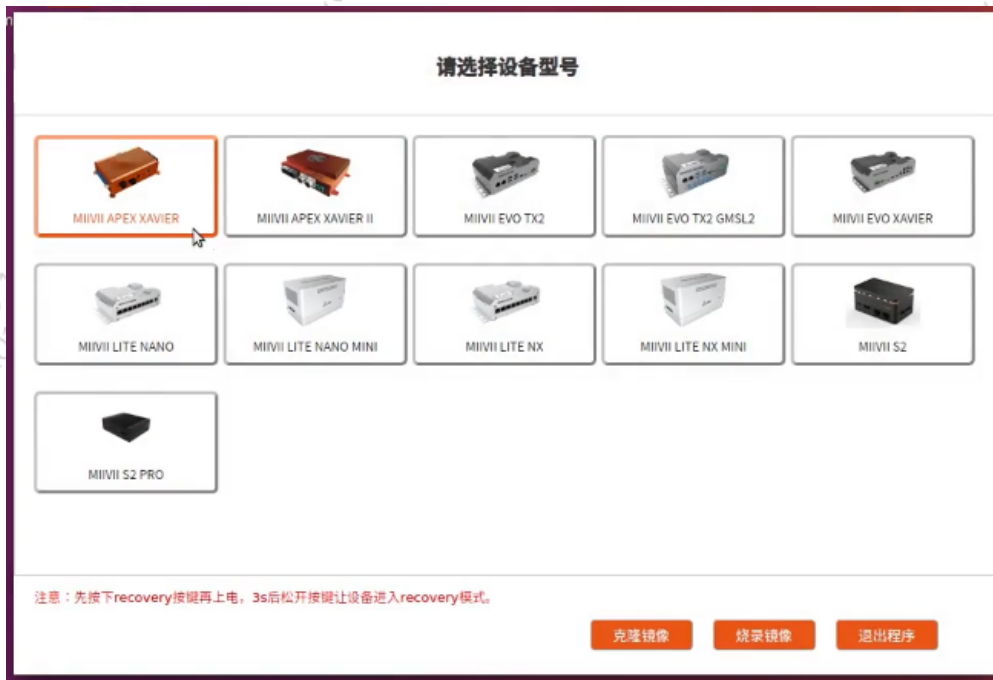 请选择设备型号
MIIVII APEX XAVIER
MIIVII APEX XAVIER II
MIIVII EVO TX2
MIIVII EVO TX2 GMSL2
MIIVII EVO XAVIER
MIIVII LITE NANO
MIIVII LITE NANO MINI
MIIVII LITE NX
MIIVII LITE NX MINI
MIIVII S2
MIIVII S2 PRO
注意：先按下recovery按键再上电，3s后松开按键让设备进入recovery模式。
克隆镜像
烧录镜像
退出程序